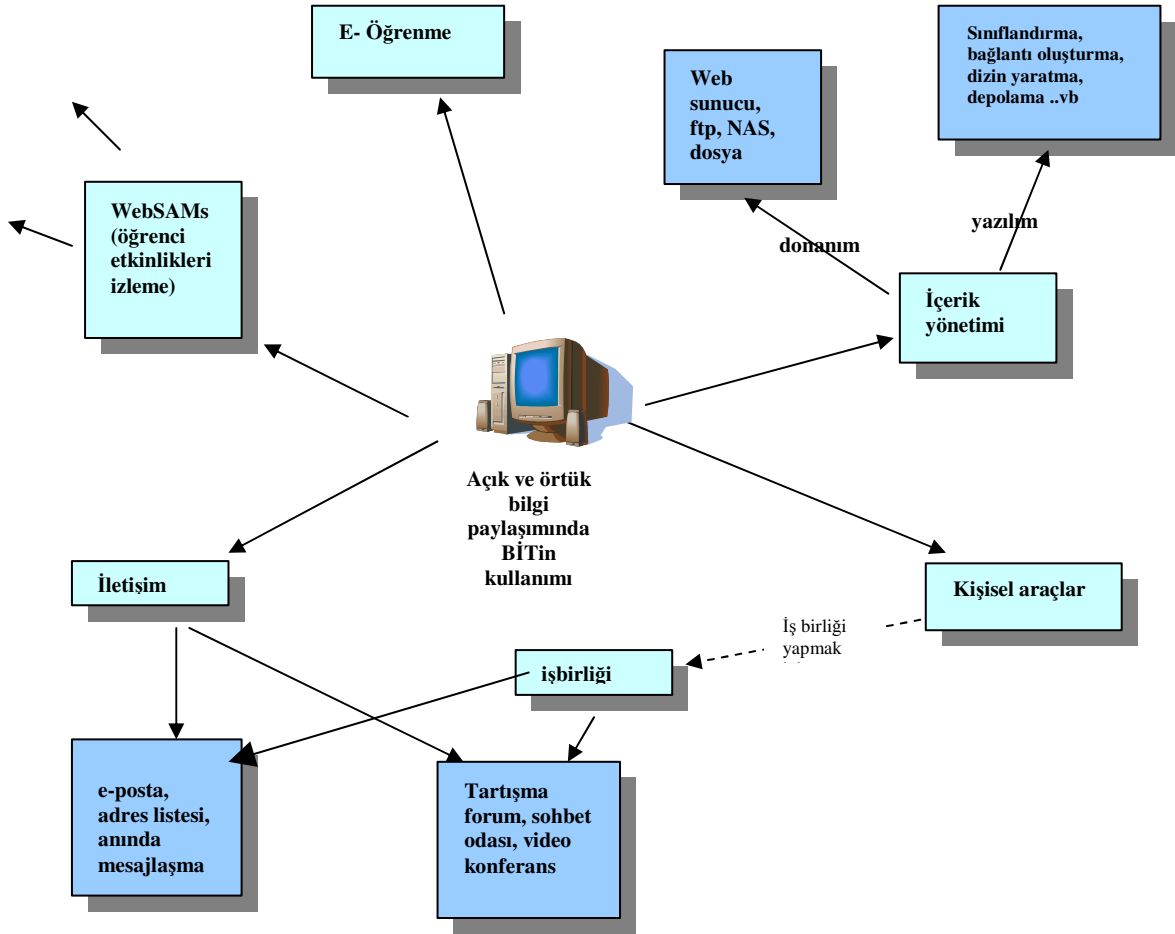 E- Öğrenme
Sınıflandırma,
bağlantı oluşturma,
dizin yaratma,
depolama ..vb
Web
sunucu,
ftp, NAS,
dosya
WebSAMs
(öğrenci
etkinlikleri
izleme)
yazılım
donanım
İçerik
yönetimi
Açık ve örtük
bilgi
paylaşımında
BİTin
kullanımı
İletişim
Kişisel araçlar
İş birliği
yapmak
işbirliği
e-posta,
adres listesi,
anında
mesajlaşma
Tartışma
forum, sohbet
odası, video
konferans